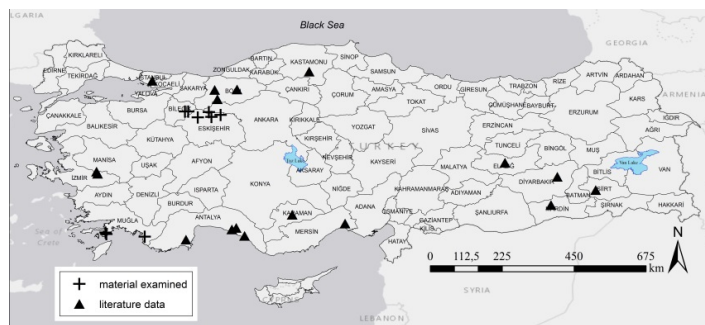 Black Sea
LGARIA
GEORGIA
ARMENIA
KIRKLARELİ
EDİRNE
TEKİRDAĞ
İSTANBUL
KOCAELİ
YALOVA
SAKARYA
ZONGULDAK
BARTIN
KARABÜK
KASTAMONU
SİNOP
SAMSUN
ORDU
GİRESUN
TRABZON
RİZE
ARTVİN
ARDAHAN
KARS
IĞDIR
ÇANAKKALE
BALIKESİR
BURSA
ESKİŞEHİR
ANKARA
ÇANKIRI
ÇORUM
AMASYA
TOKAT
GÜMÜŞHANE
BAYBURT
ERZURUM
AĞRI
KÜTAHYA
KIRIKKALE
KIRŞEHİR
YOZGAT
SİVAS
ERZİNCAN
TUNCELİ
BİNGÖL
MUŞ
TURKEY
MANİSA
UŞAK
AFYON
Tuz Lake
AKSARAY
NEVŞEHİR
KAYSERİ
MALATYA
BİTLİS
Van Lake
VAN
İZMİR
AYDIN
DENİZLİ
BURDUR
ISPARTA
KONYA
NİĞDE
KAHRAMANMARAŞ
ADIYAMAN
DİYARBAKIR
BATMAN
SİİRT
ŞIRNAK
HAKKARİ
MUĞLA
ANTALYA
KARAMAN
MERSİN
ADANA
OSMANİYE
GAZİANTEP
KİLİS
ŞANLIURFA
HATAY
Sea of
Crete
SYRIA
LEBANON
material examined
literature data
0 112,5 225 450 675
km
N